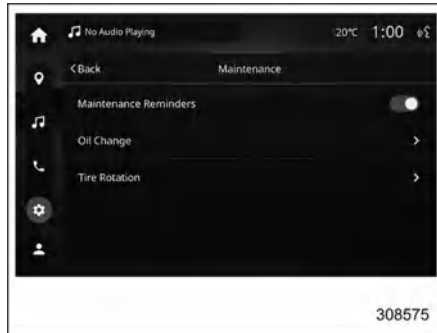 No Audio Playing 20°C 1:00
<Back Maintenance
Maintenance Reminders
Oil Change >
Tire Rotation >
308575